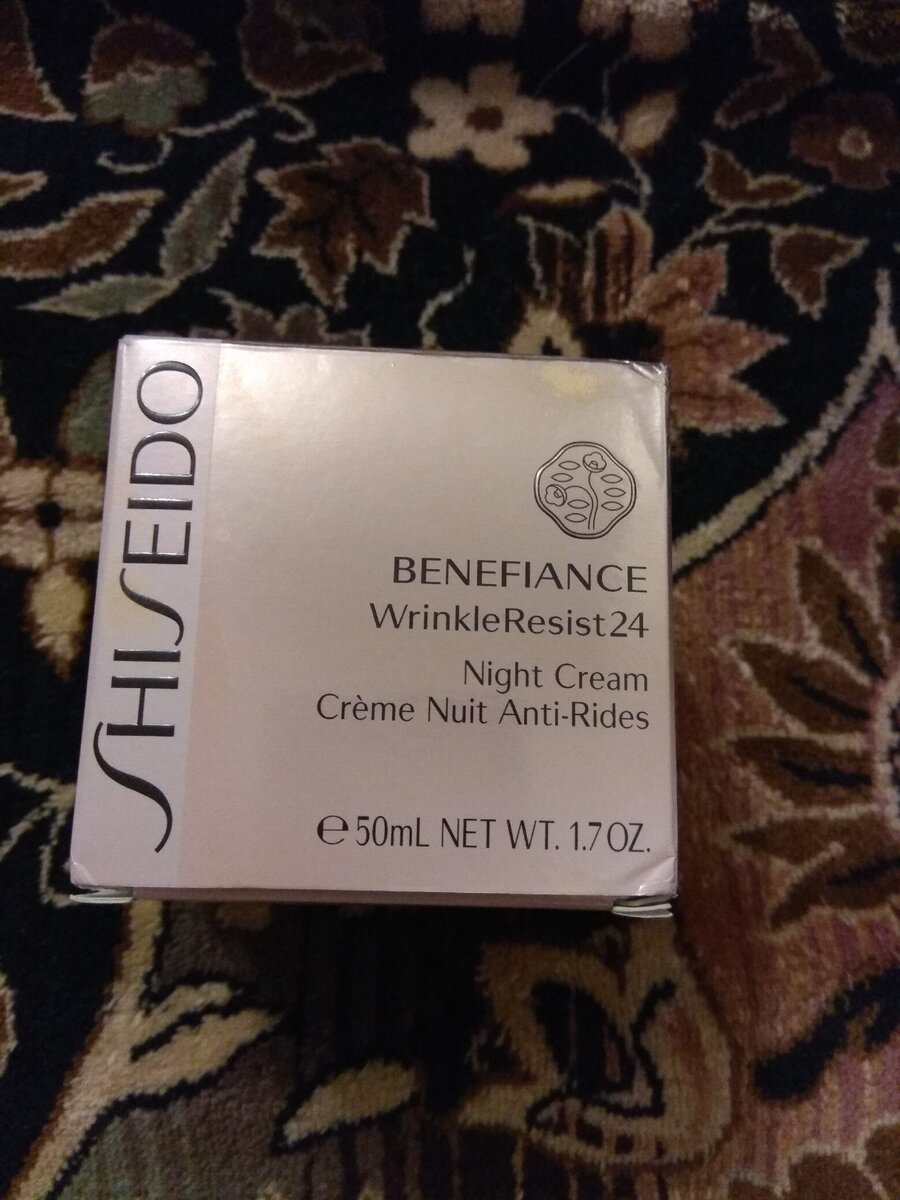 SHISEIDO
BENEFIANCE
WrinkleResist24
Night Cream
Crème Nuit Anti-Rides
℮50mL NET WT. 1.7 OZ.